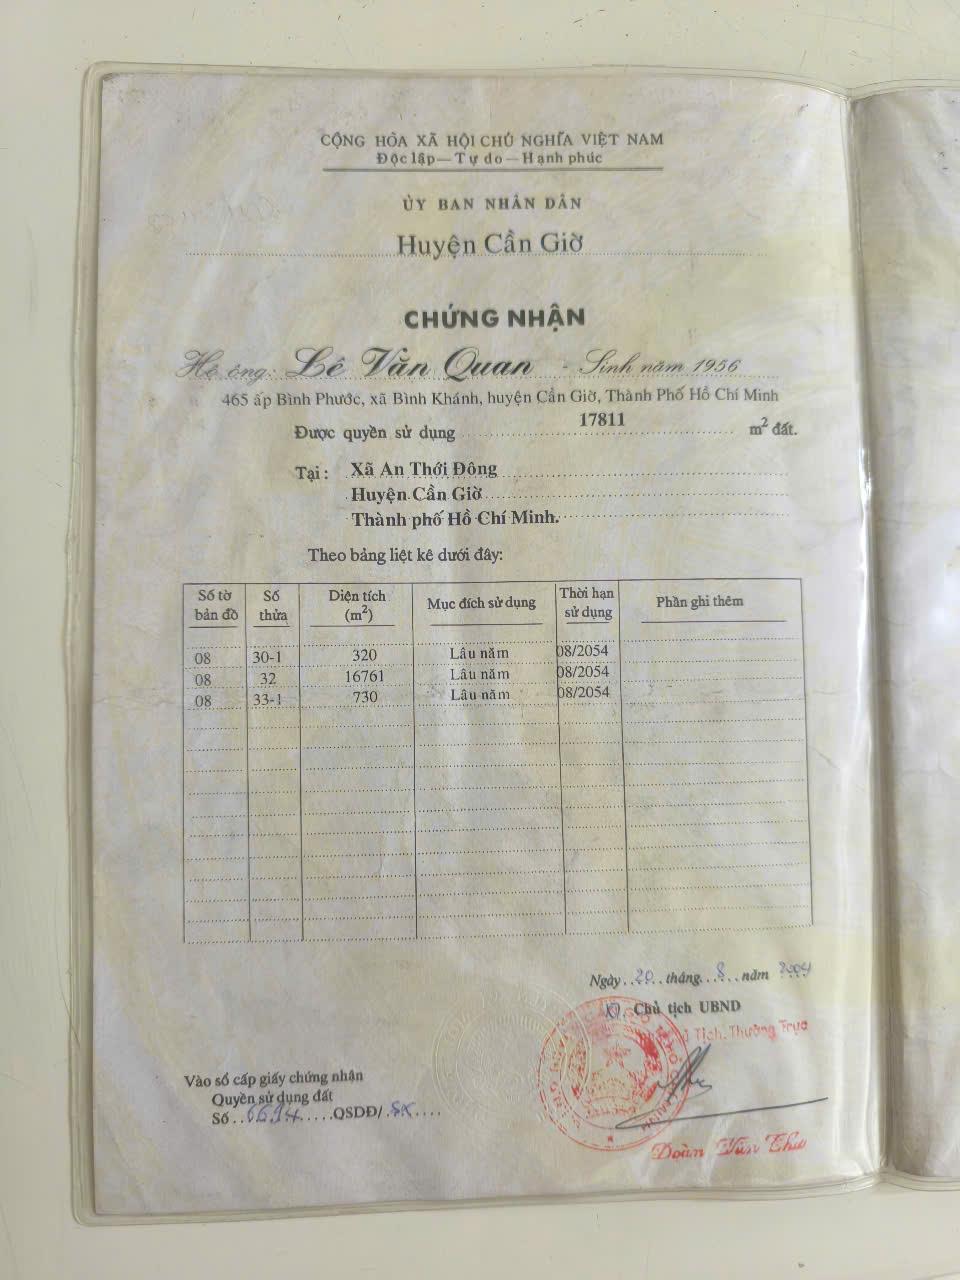 CỘNG HÒA XÃ HỘI CHỦ NGHĨA VIỆT NAM
Độc lập — Tự do — Hạnh phúc
ỦY BAN NHÂN DÂN
Huyện Cần Giờ
CHỨNG NHẬN
Hộ ông: Lê Văn Quan - Sinh năm 1956
465 ấp Bình Phước, xã Bình Khánh, huyện Cần Giờ, Thành Phố Hồ Chí Minh
Được quyền sử dụng 17811 m² đất.
Tại : Xã An Thới Đông
Huyện Cần Giờ
Thành phố Hồ Chí Minh.
Theo bảng liệt kê dưới đây:
Số tờ bản đồ Số thửa Diện tích (m²) Mục đích sử dụng Thời hạn sử dụng Phần ghi thêm
08 30-1 320 Lâu năm 08/2054
08 32 16761 Lâu năm 08/2054
08 33-1 730 Lâu năm 08/2054
Ngày 20 tháng 8 năm 2004
Chủ tịch UBND
Tịch Thường Trực
Vào sổ cấp giấy chứng nhận
Quyền sử dụng đất
Số QSDĐ/
Đoàn Văn Thu